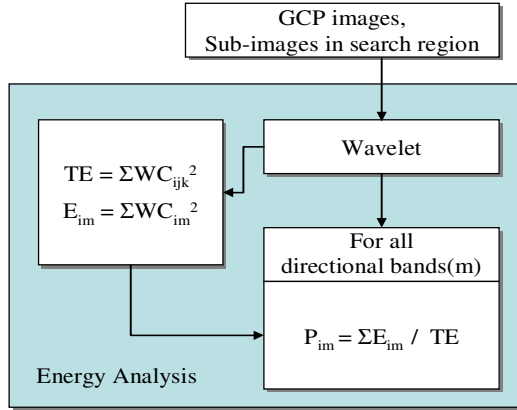 GCP images,
Sub-images in search region
Wavelet
TE = ΣWC_ijk²
E_im = ΣWC_im²
For all
directional bands(m)
P_im = ΣE_im / TE
Energy Analysis